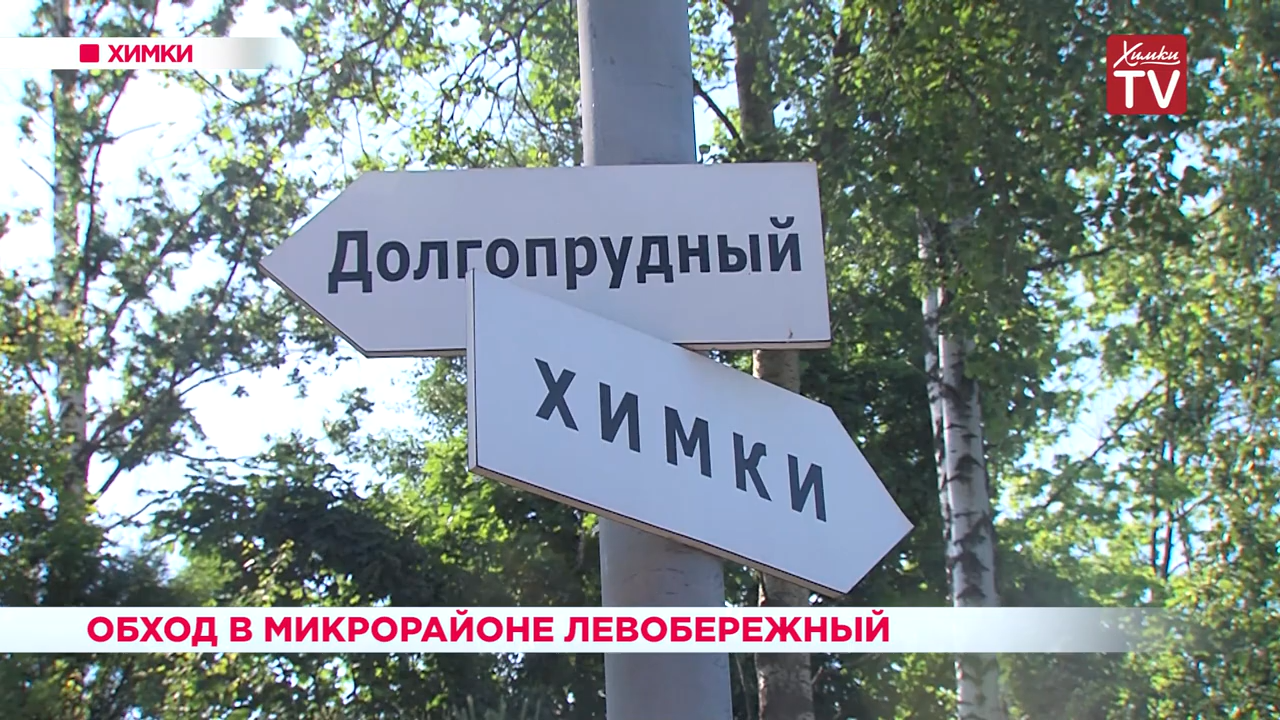 ХИМКИ
Химки
TV
Долгопрудный
ХИМКИ
ОБХОД В МИКРОРАЙОНЕ ЛЕВОБЕРЕЖНЫЙ